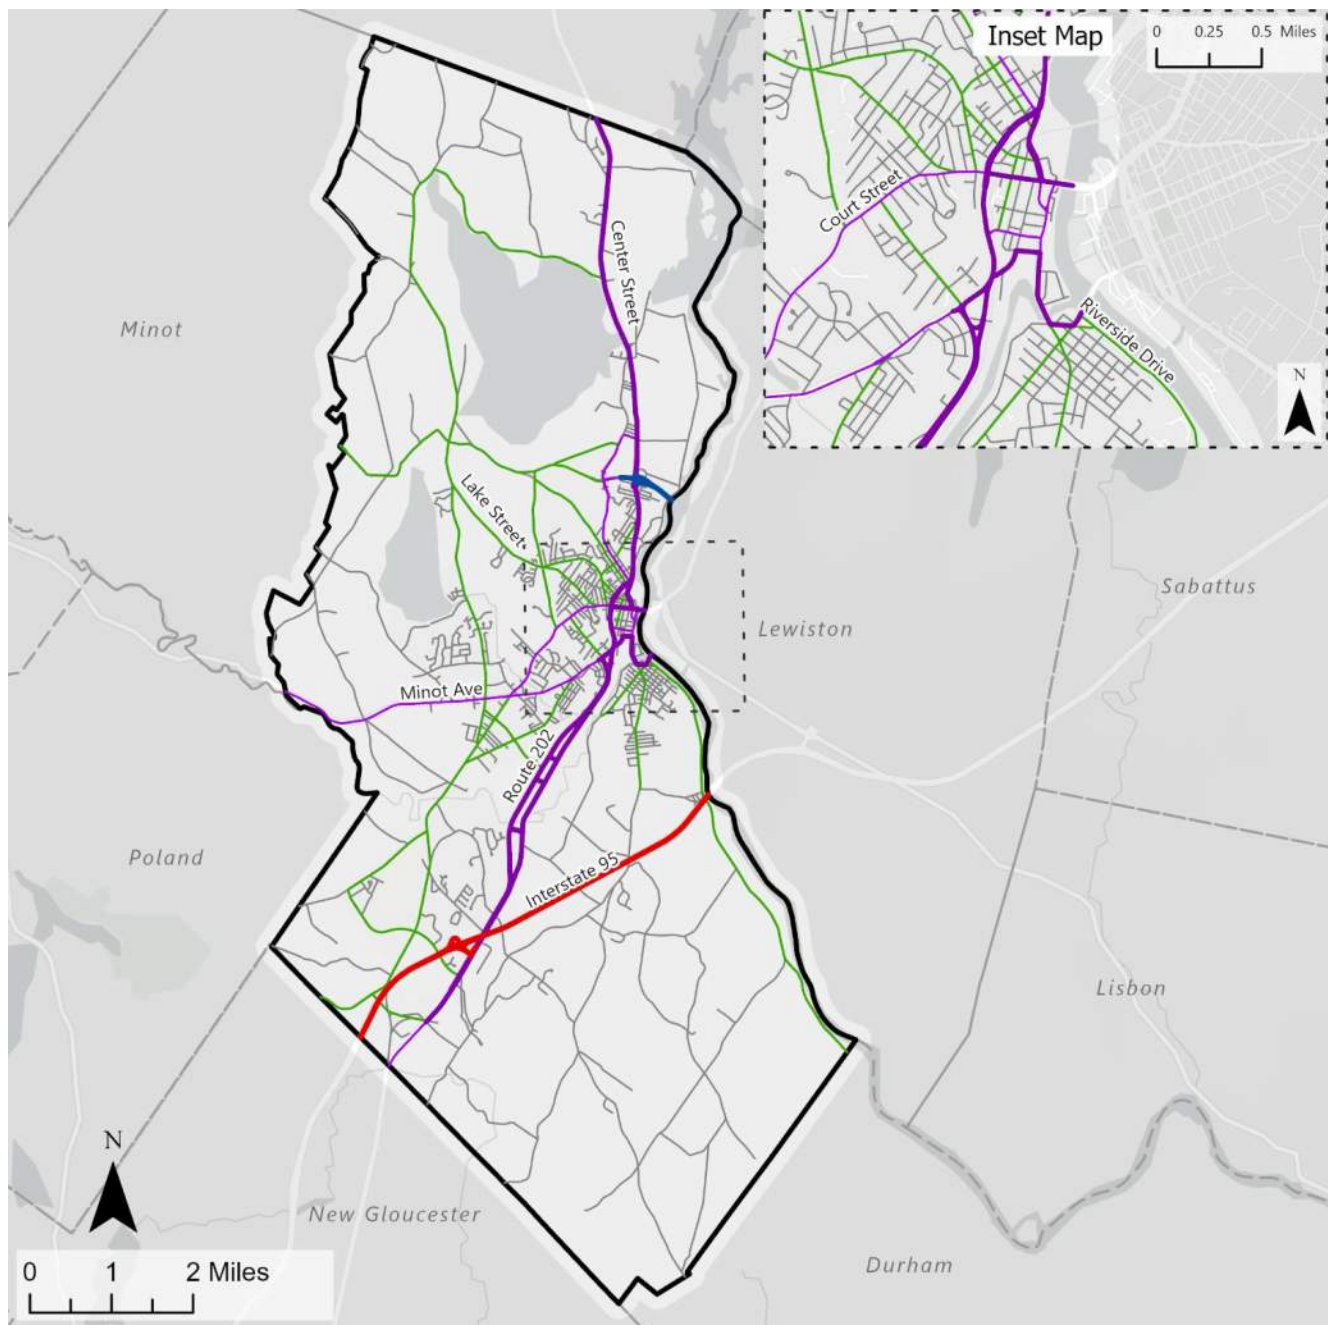 Inset Map
0 0.25 0.5 Miles
Court Street
Riverside Drive
N
Center Street
Minot
Lake Street
Sabattus
Lewiston
Minot Ave
Route 202
Poland
Interstate 95
Lisbon
N
New Gloucester
Durham
0 1 2 Miles